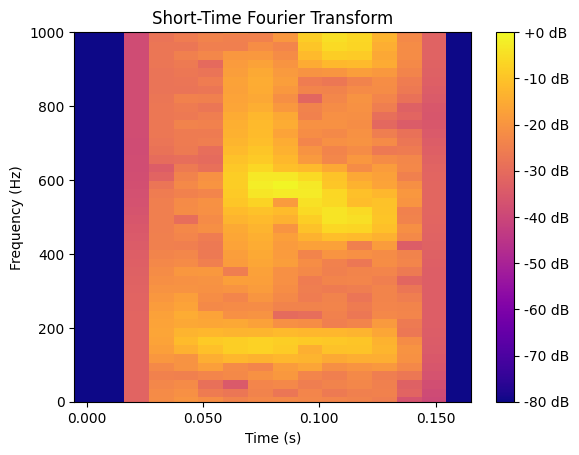 Short-Time Fourier Transform
1000
800
600
400
200
0
Frequency (Hz)
0.000
0.050
0.100
0.150
Time (s)
+0 dB
-10 dB
-20 dB
-30 dB
-40 dB
-50 dB
-60 dB
-70 dB
-80 dB